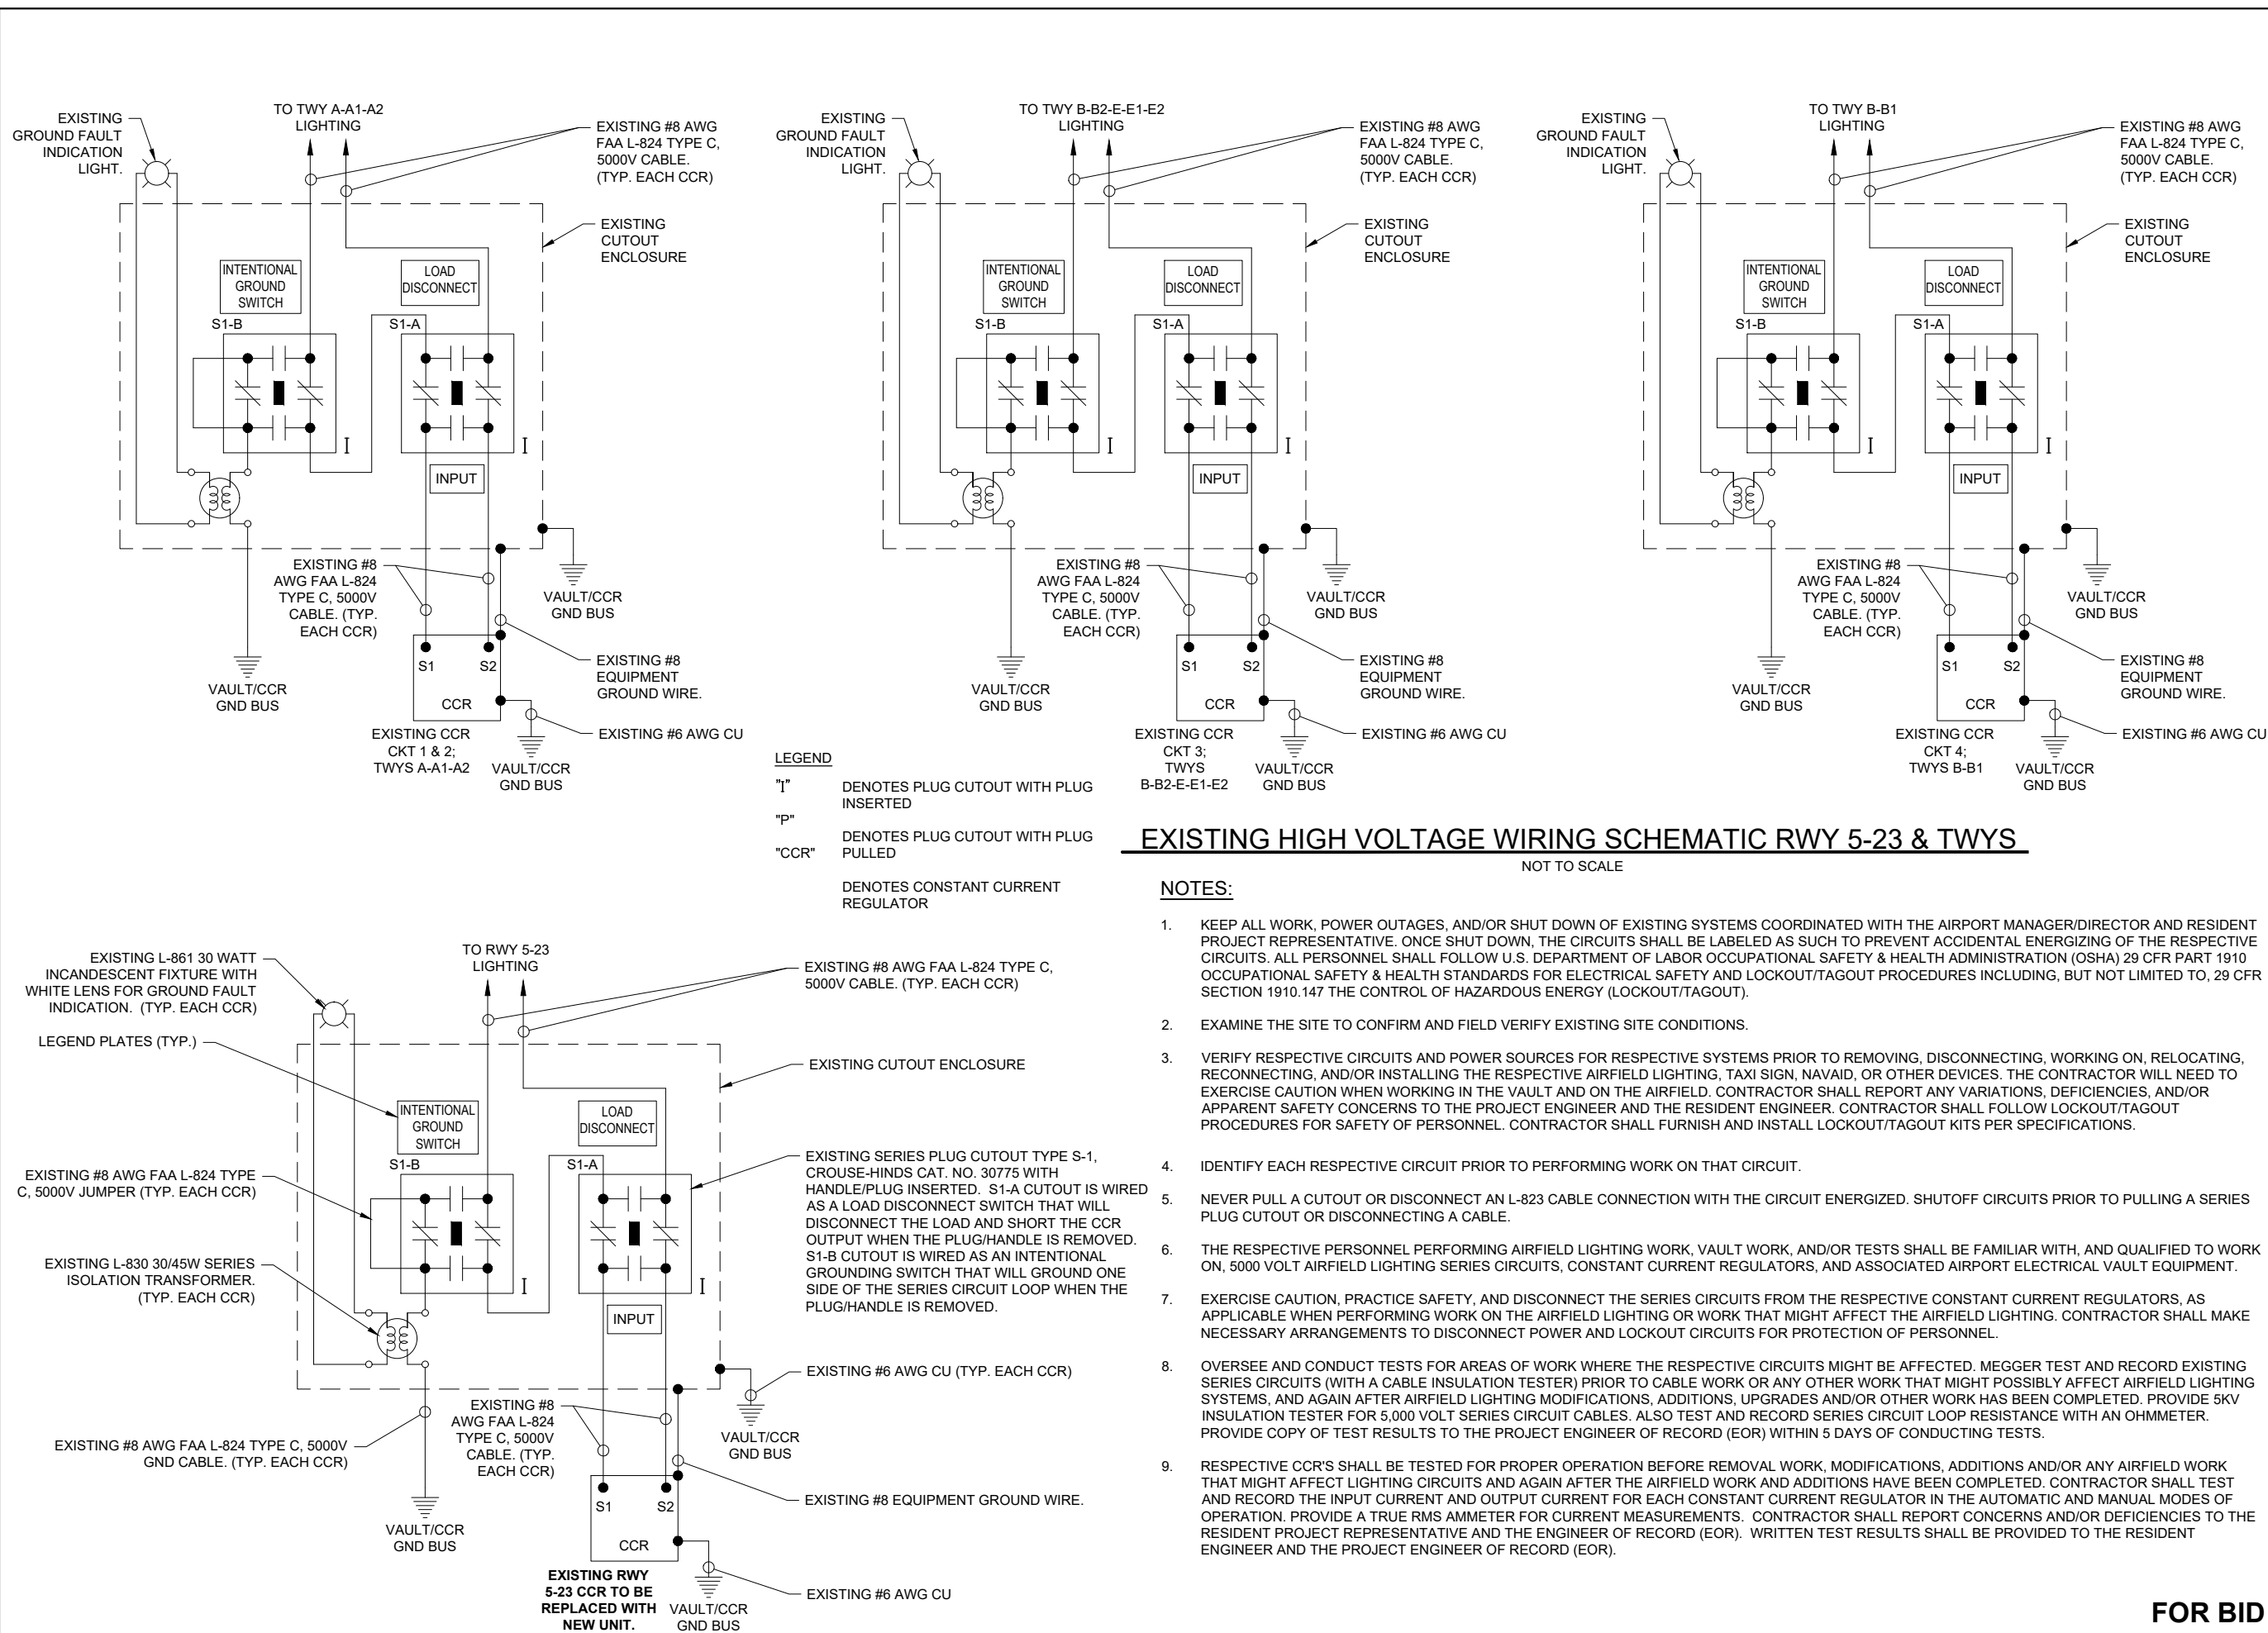 EXISTING
GROUND FAULT
INDICATION
LIGHT.
TO TWY A-A1-A2
LIGHTING
EXISTING #8 AWG
FAA L-824 TYPE C,
5000V CABLE.
(TYP. EACH CCR)
EXISTING
CUTOUT
ENCLOSURE
INTENTIONAL
GROUND
SWITCH
LOAD
DISCONNECT
S1-B
S1-A
I
I
INPUT
EXISTING #8
AWG FAA L-824
TYPE C, 5000V
CABLE. (TYP.
EACH CCR)
VAULT/CCR
GND BUS
VAULT/CCR
GND BUS
S1
S2
CCR
EXISTING #8
EQUIPMENT
GROUND WIRE.
EXISTING #6 AWG CU
EXISTING CCR
CKT 1 & 2;
TWYS A-A1-A2
VAULT/CCR
GND BUS
EXISTING
GROUND FAULT
INDICATION
LIGHT.
TO TWY B-B2-E-E1-E2
LIGHTING
EXISTING #8 AWG
FAA L-824 TYPE C,
5000V CABLE.
(TYP. EACH CCR)
EXISTING
CUTOUT
ENCLOSURE
INTENTIONAL
GROUND
SWITCH
LOAD
DISCONNECT
S1-B
S1-A
I
I
INPUT
EXISTING #8
AWG FAA L-824
TYPE C, 5000V
CABLE. (TYP.
EACH CCR)
VAULT/CCR
GND BUS
VAULT/CCR
GND BUS
S1
S2
CCR
EXISTING #8
EQUIPMENT
GROUND WIRE.
EXISTING #6 AWG CU
EXISTING CCR
CKT 3;
TWYS
B-B2-E-E1-E2
VAULT/CCR
GND BUS
EXISTING
GROUND FAULT
INDICATION
LIGHT.
TO TWY B-B1
LIGHTING
EXISTING #8 AWG
FAA L-824 TYPE C,
5000V CABLE.
(TYP. EACH CCR)
EXISTING
CUTOUT
ENCLOSURE
INTENTIONAL
GROUND
SWITCH
LOAD
DISCONNECT
S1-B
S1-A
I
I
INPUT
EXISTING #8
AWG FAA L-824
TYPE C, 5000V
CABLE. (TYP.
EACH CCR)
VAULT/CCR
GND BUS
VAULT/CCR
GND BUS
S1
S2
CCR
EXISTING #8
EQUIPMENT
GROUND WIRE.
EXISTING #6 AWG CU
EXISTING CCR
CKT 4;
TWYS B-B1
VAULT/CCR
GND BUS
LEGEND
"I" DENOTES PLUG CUTOUT WITH PLUG
INSERTED
"P"
DENOTES PLUG CUTOUT WITH PLUG
"CCR" PULLED
DENOTES CONSTANT CURRENT
REGULATOR
EXISTING HIGH VOLTAGE WIRING SCHEMATIC RWY 5-23 & TWYS
NOT TO SCALE
NOTES:
1. KEEP ALL WORK, POWER OUTAGES, AND/OR SHUT DOWN OF EXISTING SYSTEMS COORDINATED WITH THE AIRPORT MANAGER/DIRECTOR AND RESIDENT
PROJECT REPRESENTATIVE. ONCE SHUT DOWN, THE CIRCUITS SHALL BE LABELED AS SUCH TO PREVENT ACCIDENTAL ENERGIZING OF THE RESPECTIVE
CIRCUITS. ALL PERSONNEL SHALL FOLLOW U.S. DEPARTMENT OF LABOR OCCUPATIONAL SAFETY & HEALTH ADMINISTRATION (OSHA) 29 CFR PART 1910
OCCUPATIONAL SAFETY & HEALTH STANDARDS FOR ELECTRICAL SAFETY AND LOCKOUT/TAGOUT PROCEDURES INCLUDING, BUT NOT LIMITED TO, 29 CFR
SECTION 1910.147 THE CONTROL OF HAZARDOUS ENERGY (LOCKOUT/TAGOUT).
2. EXAMINE THE SITE TO CONFIRM AND FIELD VERIFY EXISTING SITE CONDITIONS.
3. VERIFY RESPECTIVE CIRCUITS AND POWER SOURCES FOR RESPECTIVE SYSTEMS PRIOR TO REMOVING, DISCONNECTING, WORKING ON, RELOCATING,
RECONNECTING, AND/OR INSTALLING THE RESPECTIVE AIRFIELD LIGHTING, TAXI SIGN, NAVAID, OR OTHER DEVICES. THE CONTRACTOR WILL NEED TO
EXERCISE CAUTION WHEN WORKING IN THE VAULT AND ON THE AIRFIELD. CONTRACTOR SHALL REPORT ANY VARIATIONS, DEFICIENCIES, AND/OR
APPARENT SAFETY CONCERNS TO THE PROJECT ENGINEER AND THE RESIDENT ENGINEER. CONTRACTOR SHALL FOLLOW LOCKOUT/TAGOUT
PROCEDURES FOR SAFETY OF PERSONNEL. CONTRACTOR SHALL FURNISH AND INSTALL LOCKOUT/TAGOUT KITS PER SPECIFICATIONS.
4. IDENTIFY EACH RESPECTIVE CIRCUIT PRIOR TO PERFORMING WORK ON THAT CIRCUIT.
5. NEVER PULL A CUTOUT OR DISCONNECT AN L-823 CABLE CONNECTION WITH THE CIRCUIT ENERGIZED. SHUTOFF CIRCUITS PRIOR TO PULLING A SERIES
PLUG CUTOUT OR DISCONNECTING A CABLE.
6. THE RESPECTIVE PERSONNEL PERFORMING AIRFIELD LIGHTING WORK, VAULT WORK, AND/OR TESTS SHALL BE FAMILIAR WITH, AND QUALIFIED TO WORK
ON, 5000 VOLT AIRFIELD LIGHTING SERIES CIRCUITS, CONSTANT CURRENT REGULATORS, AND ASSOCIATED AIRPORT ELECTRICAL VAULT EQUIPMENT.
7. EXERCISE CAUTION, PRACTICE SAFETY, AND DISCONNECT THE SERIES CIRCUITS FROM THE RESPECTIVE CONSTANT CURRENT REGULATORS, AS
APPLICABLE WHEN PERFORMING WORK ON THE AIRFIELD LIGHTING OR WORK THAT MIGHT AFFECT THE AIRFIELD LIGHTING. CONTRACTOR SHALL MAKE
NECESSARY ARRANGEMENTS TO DISCONNECT POWER AND LOCKOUT CIRCUITS FOR PROTECTION OF PERSONNEL.
8. OVERSEE AND CONDUCT TESTS FOR AREAS OF WORK WHERE THE RESPECTIVE CIRCUITS MIGHT BE AFFECTED. MEGGER TEST AND RECORD EXISTING
SERIES CIRCUITS (WITH A CABLE INSULATION TESTER) PRIOR TO CABLE WORK OR ANY OTHER WORK THAT MIGHT POSSIBLY AFFECT AIRFIELD LIGHTING
SYSTEMS, AND AGAIN AFTER AIRFIELD LIGHTING MODIFICATIONS, ADDITIONS, UPGRADES AND/OR OTHER WORK HAS BEEN COMPLETED. PROVIDE 5KV
INSULATION TESTER FOR 5,000 VOLT SERIES CIRCUIT CABLES. ALSO TEST AND RECORD SERIES CIRCUIT LOOP RESISTANCE WITH AN OHMMETER.
PROVIDE COPY OF TEST RESULTS TO THE PROJECT ENGINEER OF RECORD (EOR) WITHIN 5 DAYS OF CONDUCTING TESTS.
9. RESPECTIVE CCR'S SHALL BE TESTED FOR PROPER OPERATION BEFORE REMOVAL WORK, MODIFICATIONS, ADDITIONS AND/OR ANY AIRFIELD WORK
THAT MIGHT AFFECT LIGHTING CIRCUITS AND AGAIN AFTER THE AIRFIELD WORK AND ADDITIONS HAVE BEEN COMPLETED. CONTRACTOR SHALL TEST
AND RECORD THE INPUT CURRENT AND OUTPUT CURRENT FOR EACH CONSTANT CURRENT REGULATOR IN THE AUTOMATIC AND MANUAL MODES OF
OPERATION. PROVIDE A TRUE RMS AMMETER FOR CURRENT MEASUREMENTS. CONTRACTOR SHALL REPORT CONCERNS AND/OR DEFICIENCIES TO THE
RESIDENT PROJECT REPRESENTATIVE AND THE ENGINEER OF RECORD (EOR). WRITTEN TEST RESULTS SHALL BE PROVIDED TO THE RESIDENT
ENGINEER AND THE PROJECT ENGINEER OF RECORD (EOR).
EXISTING L-861 30 WATT
INCANDESCENT FIXTURE WITH
WHITE LENS FOR GROUND FAULT
INDICATION. (TYP. EACH CCR)
LEGEND PLATES (TYP.)
TO RWY 5-23
LIGHTING
EXISTING #8 AWG FAA L-824 TYPE C,
5000V CABLE. (TYP. EACH CCR)
EXISTING CUTOUT ENCLOSURE
INTENTIONAL
GROUND
SWITCH
LOAD
DISCONNECT
S1-B
S1-A
EXISTING #8 AWG FAA L-824 TYPE
C, 5000V JUMPER (TYP. EACH CCR)
EXISTING SERIES PLUG CUTOUT TYPE S-1,
CROUSE-HINDS CAT. NO. 30775 WITH
HANDLE/PLUG INSERTED. S1-A CUTOUT IS WIRED
AS A LOAD DISCONNECT SWITCH THAT WILL
DISCONNECT THE LOAD AND SHORT THE CCR
OUTPUT WHEN THE PLUG/HANDLE IS REMOVED.
S1-B CUTOUT IS WIRED AS AN INTENTIONAL
GROUNDING SWITCH THAT WILL GROUND ONE
SIDE OF THE SERIES CIRCUIT LOOP WHEN THE
PLUG/HANDLE IS REMOVED.
EXISTING L-830 30/45W SERIES
ISOLATION TRANSFORMER.
(TYP. EACH CCR)
I
I
INPUT
EXISTING #6 AWG CU (TYP. EACH CCR)
EXISTING #8
AWG FAA L-824
TYPE C, 5000V
CABLE. (TYP.
EACH CCR)
VAULT/CCR
GND BUS
EXISTING #8 AWG FAA L-824 TYPE C, 5000V
GND CABLE. (TYP. EACH CCR)
S1
S2
EXISTING #8 EQUIPMENT GROUND WIRE.
VAULT/CCR
GND BUS
CCR
EXISTING RWY
5-23 CCR TO BE
REPLACED WITH
NEW UNIT.
VAULT/CCR
GND BUS
EXISTING #6 AWG CU
FOR BID